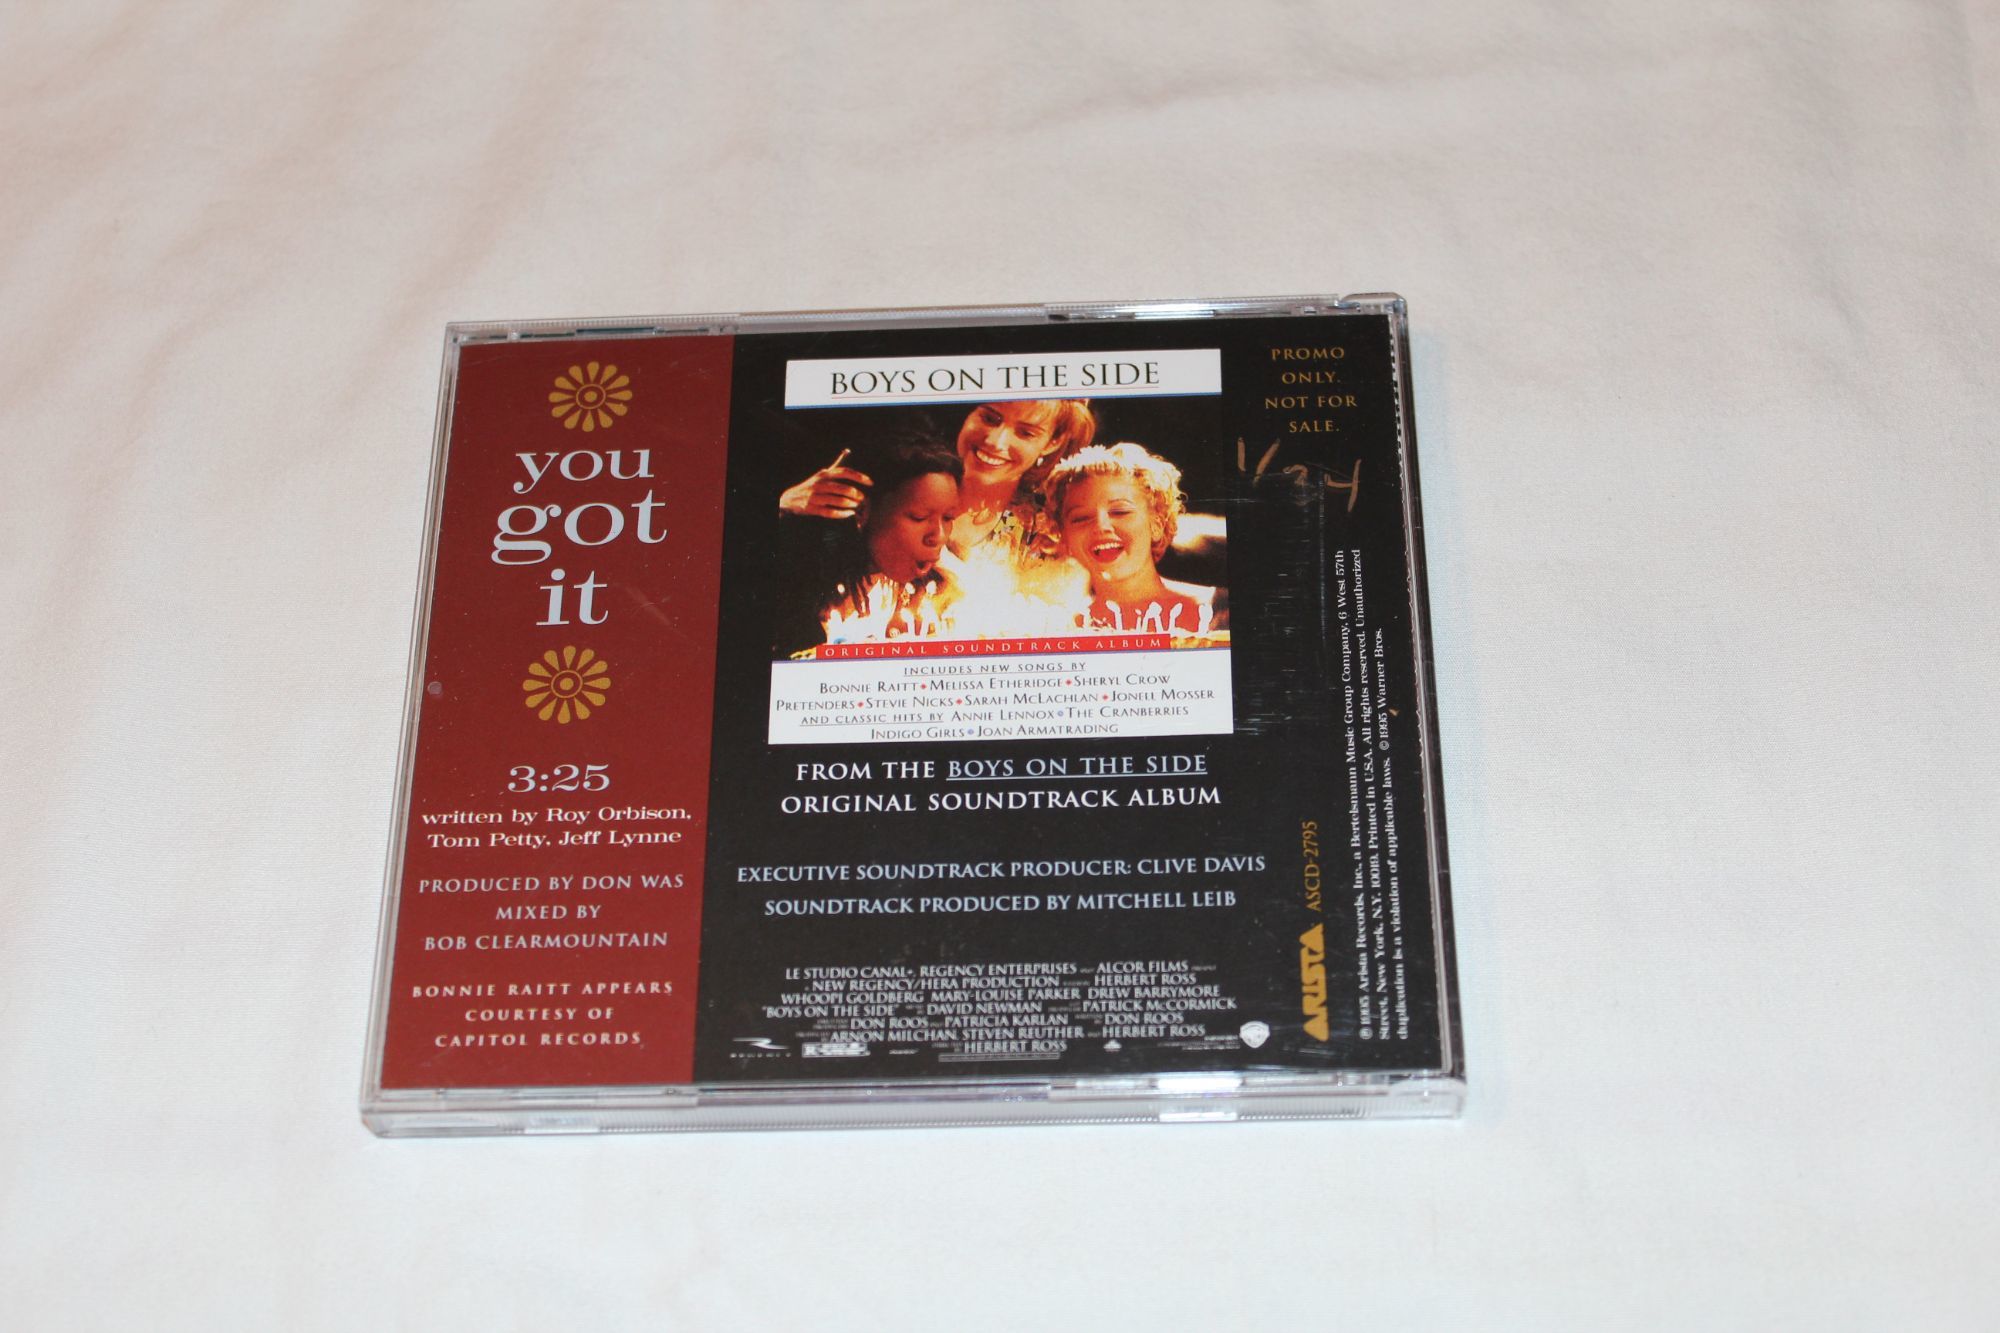 you
got
it
3:25
written by Roy Orbison,
Tom Petty, Jeff Lynne
PRODUCED BY DON WAS
MIXED BY
BOB CLEARMOUNTAIN
BONNIE RAITT APPEARS
COURTESY OF
CAPITOL RECORDS
BOYS ON THE SIDE
ORIGINAL SOUNDTRACK ALBUM
INCLUDES NEW SONGS BY
BONNIE RAITT • MELISSA ETHERIDGE • SHERYL CROW
PRETENDERS • STEVIE NICKS • SARAH MCLACHLAN • JONELL MOSSER
AND CLASSIC HITS BY ANNIE LENNOX • THE CRANBERRIES
INDIGO GIRLS • JOAN ARMATRADING
FROM THE BOYS ON THE SIDE
ORIGINAL SOUNDTRACK ALBUM
EXECUTIVE SOUNDTRACK PRODUCER: CLIVE DAVIS
SOUNDTRACK PRODUCED BY MITCHELL LEIB
LE STUDIO CANAL+, REGENCY ENTERPRISES ALCOR FILMS
NEW REGENCY/HERA PRODUCTION HERBERT ROSS
WHOOPI GOLDBERG MARY-LOUISE PARKER DREW BARRYMORE
"BOYS ON THE SIDE" DAVID NEWMAN PATRICK McCORMICK
DON ROOS PATRICIA KARLAN DON ROOS
ARNON MILCHAN, STEVEN REUTHER HERBERT ROSS
HERBERT ROSS
PROMO
ONLY.
NOT FOR
SALE.
1/24
ARISTA ASCD-2795
℗ 1995 Arista Records, Inc., a Bertelsmann Music Group Company, 6 West 57th
Street, New York, N.Y. 10019. Printed in U.S.A. All rights reserved. Unauthorized
duplication is a violation of applicable laws. © 1995 Warner Bros.